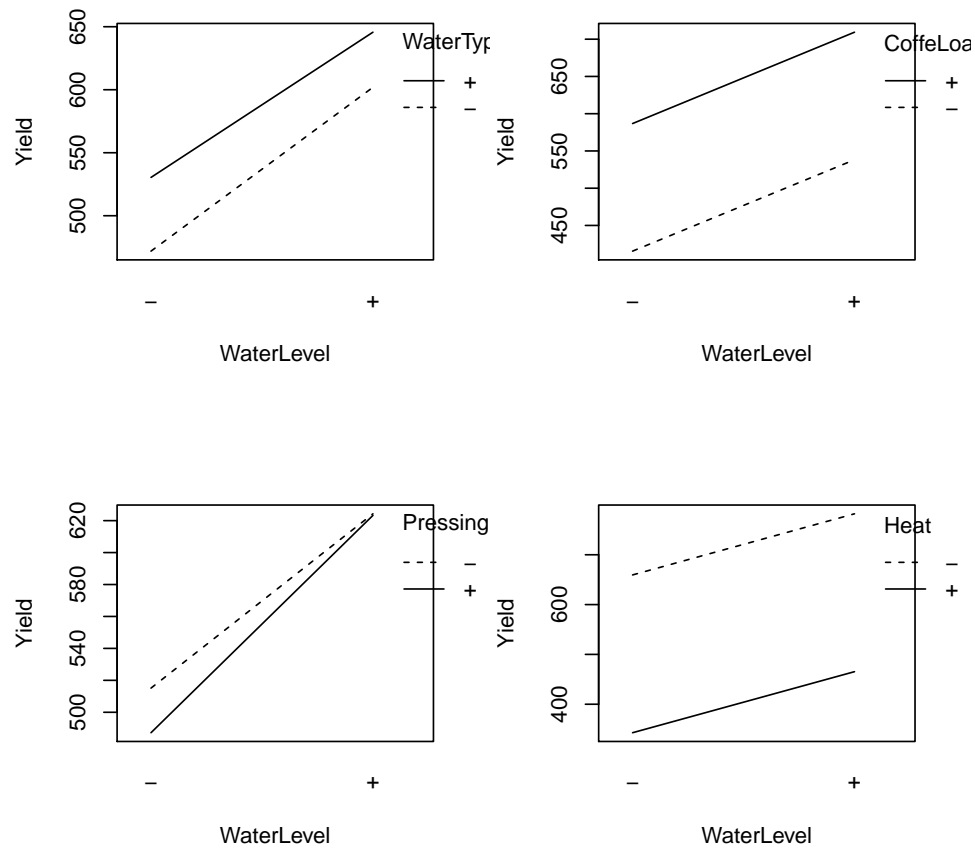 650
600
550
500
Yield
WaterTyp
+
−
− +
WaterLevel
650
550
450
Yield
CoffeLoa
+
−
− +
WaterLevel
620
580
540
500
Yield
Pressing
−
+
− +
WaterLevel
600
400
Yield
Heat
−
+
− +
WaterLevel